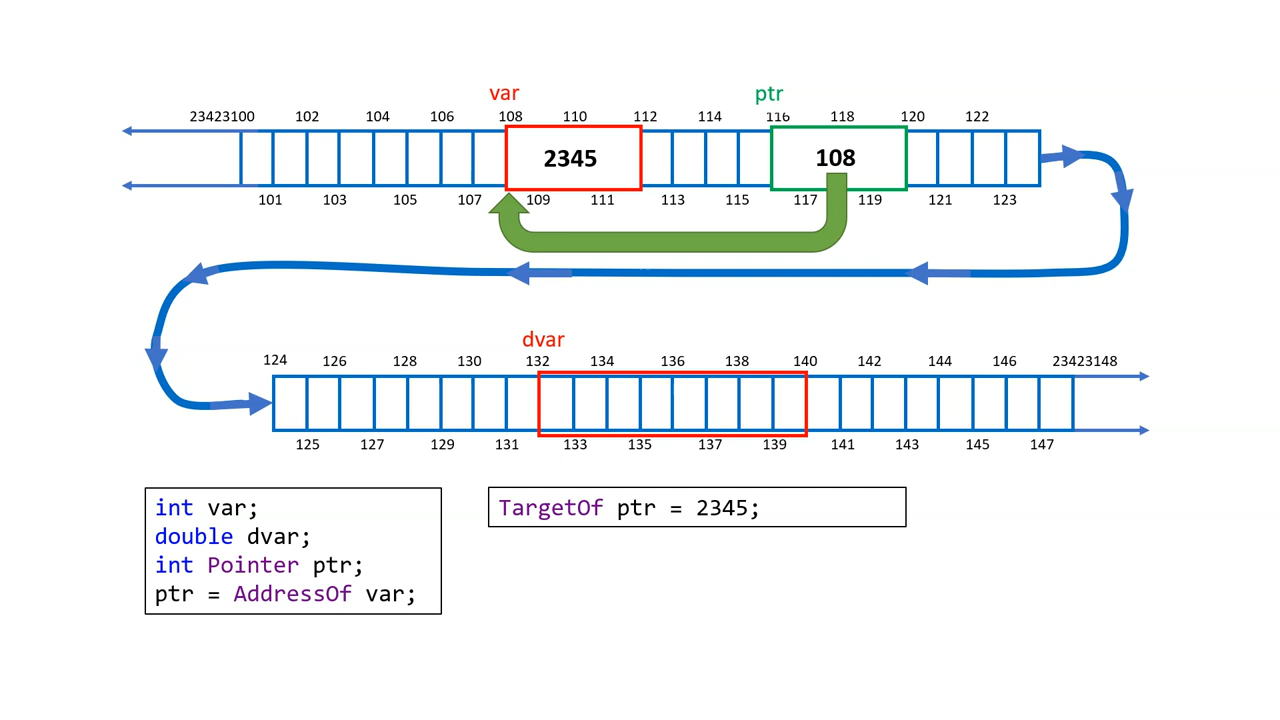 var ptr
23423100 102 104 106 108 110 112 114 116 118 120 122
2345 108
101 103 105 107 109 111 113 115 117 119 121 123
dvar
124 126 128 130 132 134 136 138 140 142 144 146 23423148
125 127 129 131 133 135 137 139 141 143 145 147
int var;
double dvar;
int Pointer ptr;
ptr = AddressOf var;
TargetOf ptr = 2345;